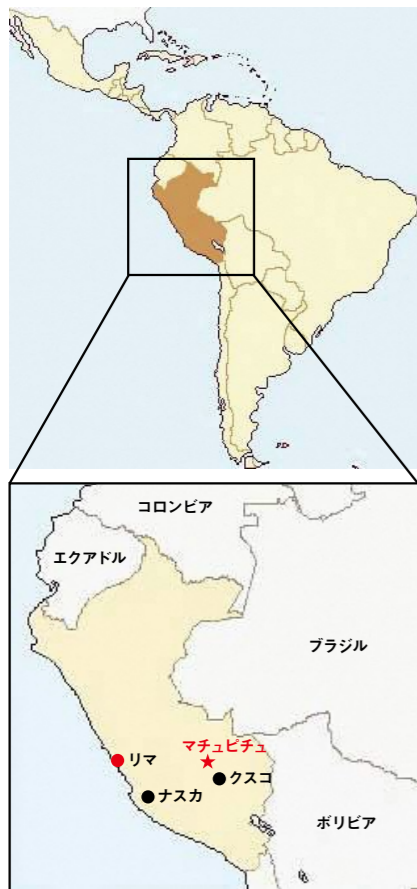 コロンビア
エクアドル
ブラジル
マチュピチュ
リマ
クスコ
ナスカ
ボリビア